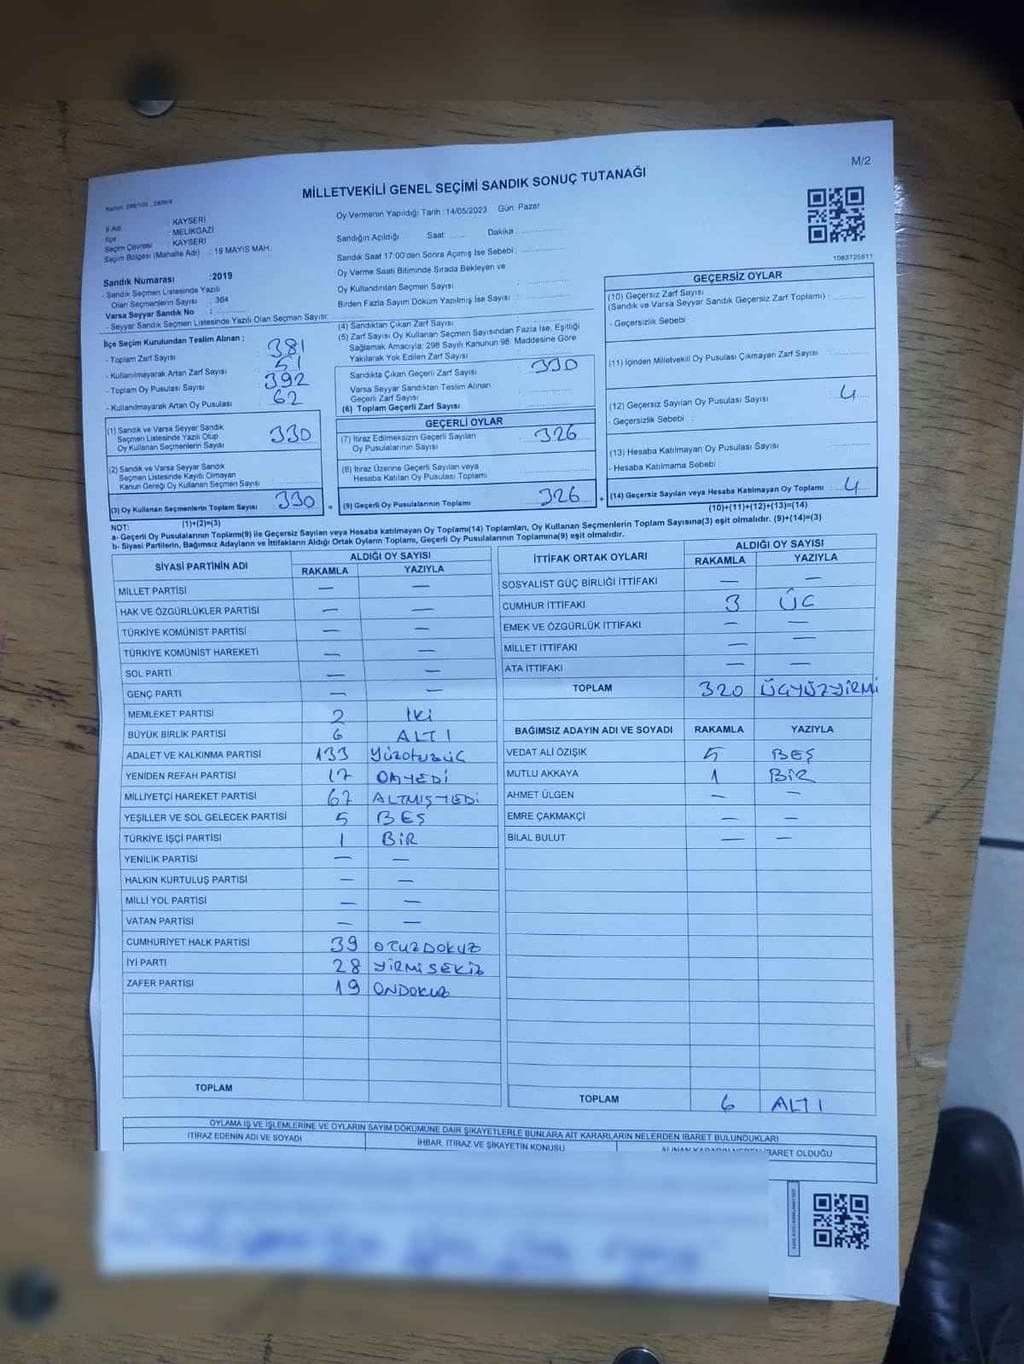 M/2
MİLLETVEKİLİ GENEL SEÇİMİ SANDIK SONUÇ TUTANAĞI
İl Adı : KAYSERİ
İlçe : MELİKGAZİ
Seçim Çevresi : KAYSERİ
Seçim Bölgesi (Mahalle Adı) : 19 MAYIS MAH.
Oy Vermenin Yapıldığı Tarih :14/05/2023 Gün: Pazar
Sandığın Açıldığı Saat: Dakika :
Sandık Saat 17:00'den Sonra Açılmış İse Sebebi :
Oy Verme Saati Bitiminde Sırada Bekleyen ve
Oy Kullandırılan Seçmen Sayısı :
Birden Fazla Sayım Döküm Yapılmış İse Sayısı :
1063725811
Sandık Numarası :2019
- Sandık Seçmen Listesinde Yazılı
Olan Seçmenlerin Sayısı : 364
Varsa Seyyar Sandık No :
- Seyyar Sandık Seçmen Listesinde Yazılı Olan Seçmen Sayısı:
İlçe Seçim Kurulundan Teslim Alınan :
- Toplam Zarf Sayısı 381
- Kullanılmayarak Artan Zarf Sayısı 51
- Toplam Oy Pusulası Sayısı 392
- Kullanılmayarak Artan Oy Pusulası 62
(1) Sandık ve Varsa Seyyar Sandık
Seçmen Listesinde Yazılı Olup
Oy Kullanan Seçmenlerin Sayısı 330
(2) Sandık ve Varsa Seyyar Sandık
Seçmen Listesinde Kaydı Olmayan
Kanun Gereği Oy Kullanan Seçmen Sayısı
(3) Oy Kullanan Seçmenlerin Toplam Sayısı 330
(1)+(2)=(3)
(4) Sandıktan Çıkan Zarf Sayısı
(5) Zarf Sayısı Oy Kullanan Seçmen Sayısından Fazla İse, Eşitliği
Sağlamak Amacıyla; 298 Sayılı Kanunun 98. Maddesine Göre
Yakılarak Yok Edilen Zarf Sayısı
Sandıkta Çıkan Geçerli Zarf Sayısı 330
Varsa Seyyar Sandıktan Teslim Alınan
Geçerli Zarf Sayısı
(6) Toplam Geçerli Zarf Sayısı
GEÇERLİ OYLAR
(7) İtiraz Edilmeksizin Geçerli Sayılan
Oy Pusulalarının Sayısı 326
(8) İtiraz Üzerine Geçerli Sayılan veya
Hesaba Katılan Oy Pusulası Toplamı
(9) Geçerli Oy Pusulalarının Toplamı 326
GEÇERSİZ OYLAR
(10) Geçersiz Zarf Sayısı
(Sandık ve Varsa Seyyar Sandık Geçersiz Zarf Toplamı) :
- Geçersizlik Sebebi :
(11) İçinden Milletvekili Oy Pusulası Çıkmayan Zarf Sayısı
(12) Geçersiz Sayılan Oy Pusulası Sayısı 4
- Geçersizlik Sebebi :
(13) Hesaba Katılmayan Oy Pusulası Sayısı
- Hesaba Katılmama Sebebi
(14) Geçersiz Sayılan veya Hesaba Katılmayan Oy Toplamı 4
(10)+(11)+(12)+(13)=(14)
NOT:
a- Geçerli Oy Pusulalarının Toplamı(9) ile Geçersiz Sayılan veya Hesaba katılmayan Oy Toplamı(14) Toplamları, Oy Kullanan Seçmenlerin Toplam Sayısına(3) eşit olmalıdır. (9)+(14)=(3)
b- Siyasi Partilerin, Bağımsız Adayların ve İttifakların Aldığı Ortak Oyların Toplamı, Geçerli Oy Pusulalarının Toplamına(9) eşit olmalıdır.
SİYASİ PARTİNİN ADI ALDIĞI OY SAYISI
RAKAMLA YAZIYLA
MİLLET PARTİSİ — —
HAK VE ÖZGÜRLÜKLER PARTİSİ — —
TÜRKİYE KOMÜNİST PARTİSİ — —
TÜRKİYE KOMÜNİST HAREKETİ — —
SOL PARTİ — —
GENÇ PARTİ — —
MEMLEKET PARTİSİ 2 İKİ
BÜYÜK BİRLİK PARTİSİ 6 ALTI
ADALET VE KALKINMA PARTİSİ 133 YÜZOTUZÜÇ
YENİDEN REFAH PARTİSİ 17 ONYEDİ
MİLLİYETÇİ HAREKET PARTİSİ 67 ALTMIŞYEDİ
YEŞİLLER VE SOL GELECEK PARTİSİ 5 BEŞ
TÜRKİYE İŞÇİ PARTİSİ 1 BİR
YENİLİK PARTİSİ — —
HALKIN KURTULUŞ PARTİSİ — —
MİLLİ YOL PARTİSİ — —
VATAN PARTİSİ — —
CUMHURİYET HALK PARTİSİ 39 OTUZDOKUZ
İYİ PARTİ 28 YİRMİSEKİZ
ZAFER PARTİSİ 19 ONDOKUZ
TOPLAM
İTTİFAK ORTAK OYLARI ALDIĞI OY SAYISI
RAKAMLA YAZIYLA
SOSYALİST GÜÇ BİRLİĞİ İTTİFAKI — —
CUMHUR İTTİFAKI 3 ÜÇ
EMEK VE ÖZGÜRLÜK İTTİFAKI — —
MİLLET İTTİFAKI — —
ATA İTTİFAKI — —
TOPLAM 320 ÜÇYÜZYİRMİ
BAĞIMSIZ ADAYIN ADI VE SOYADI RAKAMLA YAZIYLA
VEDAT ALİ ÖZIŞIK 5 BEŞ
MUTLU AKKAYA 1 BİR
AHMET ÜLGEN — —
EMRE ÇAKMAKÇİ — —
BİLAL BULUT — —
TOPLAM 6 ALTI
OYLAMA İŞ VE İŞLEMLERİNE VE OYLARIN SAYIM DÖKÜMÜNE DAİR ŞİKAYETLERLE BUNLARA AİT KARARLARIN NELERDEN İBARET BULUNDUKLARI
İTİRAZ EDENİN ADI VE SOYADI İHBAR, İTİRAZ VE ŞİKAYETİN KONUSU İBARET OLDUĞU